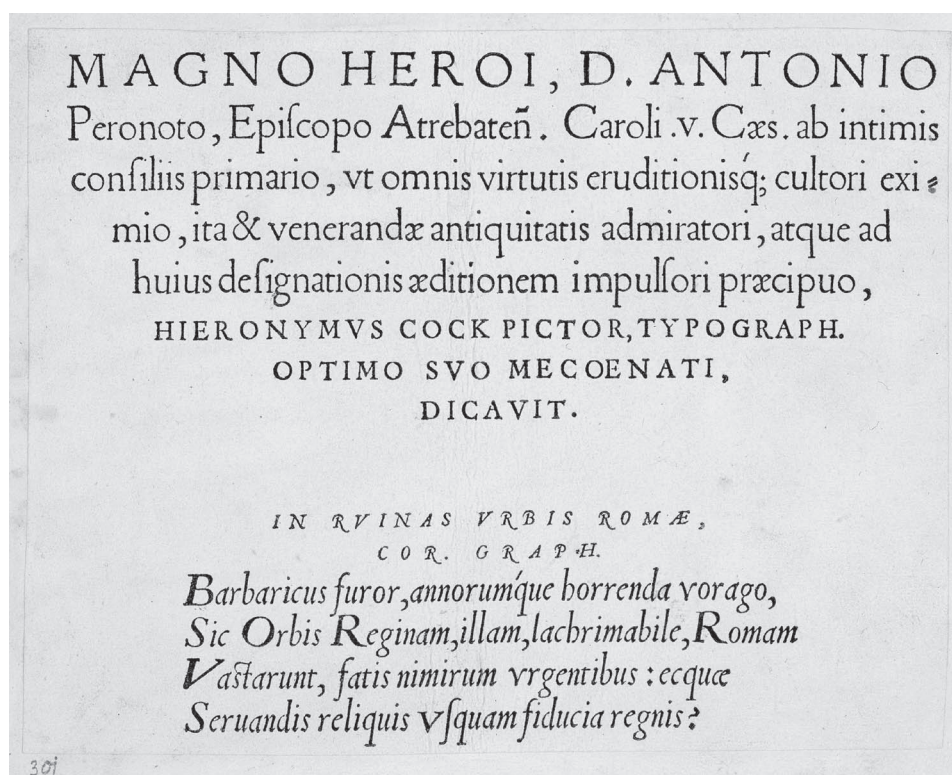 MAGNO HEROI, D. ANTONIO
Peronoto, Epiſcopo Atrebateñ. Caroli .v. Cæs. ab intimis
conſiliis primario, vt omnis virtutis eruditionisq́; cultori exi⸗
mio, ita & venerandæ antiquitatis admiratori, atque ad
huius deſignationis æditionem impulſori præcipuo,
HIERONYMVS COCK PICTOR, TYPOGRAPH.
OPTIMO SVO MECOENATI,
DICAVIT.
IN RVINAS VRBIS ROMÆ,
COR. GRAPH.
Barbaricus furor, annorumq́ue horrenda vorago,
Sic Orbis Reginam, illam, lachrimabile, Romam
Vaſtarunt, fatis nimirum vrgentibus: ecquæ
Seruandis reliquis vſquam fiducia regnis?
301